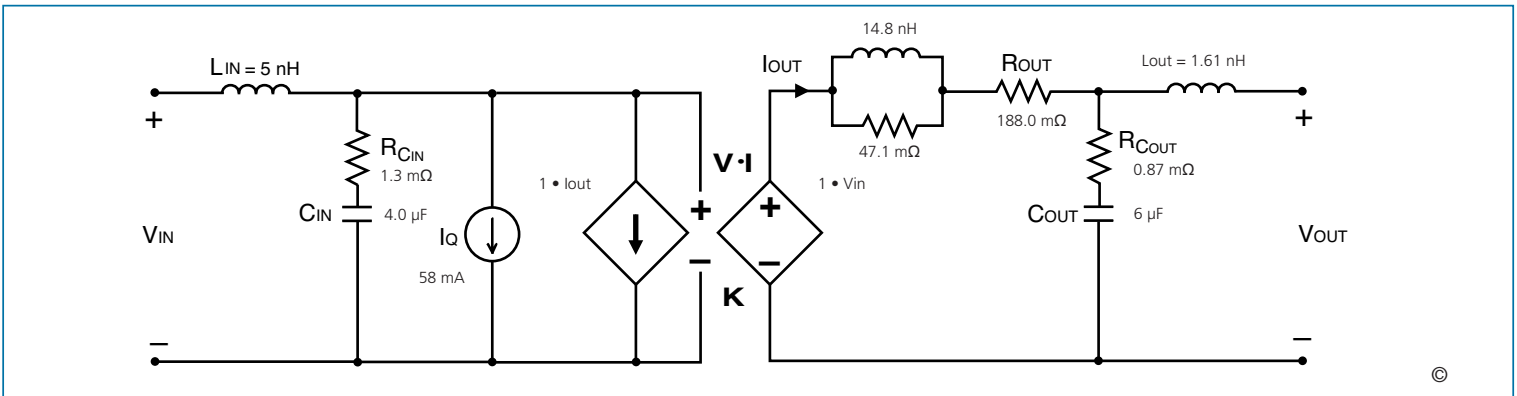 14.8 nH
LIN = 5 nH
IOUT
ROUT
Lout = 1.61 nH
+
+
188.0 mΩ
RCIN
1.3 mΩ
47.1 mΩ
RCOUT
0.87 mΩ
V•I
1 • Iout
1 • Vin
CIN
4.0 µF
+
+
COUT
6 µF
VIN
IQ
VOUT
58 mA
–
–
K
–
–
©